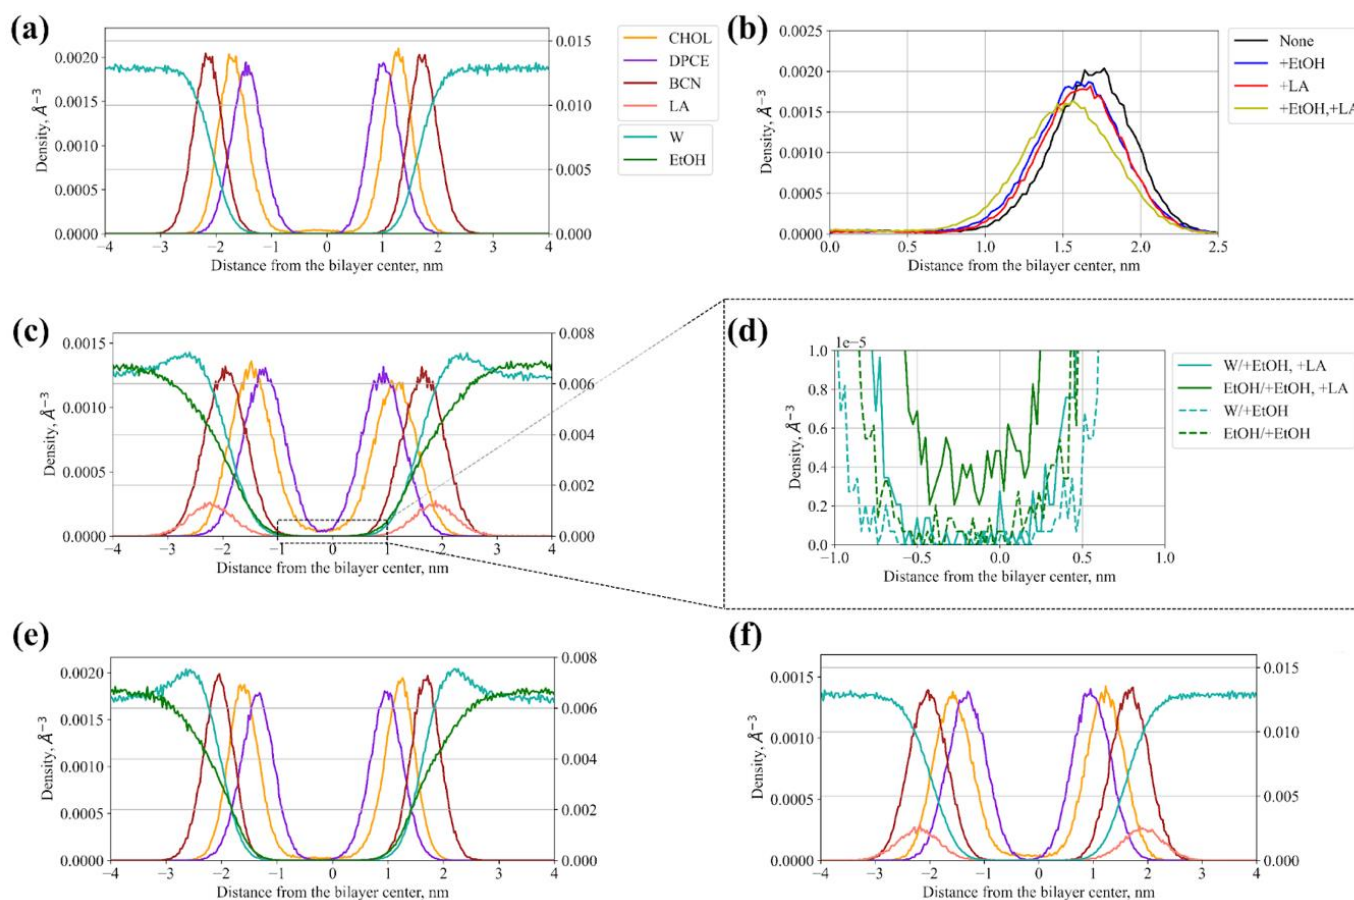 (a)
Density, Å⁻³
0.0020
0.0015
0.0010
0.0005
0.0000
0.015
0.010
0.005
0.000
−4 −3 −2 −1 0 1 2 3 4
Distance from the bilayer center, nm
CHOL
DPCE
BCN
LA
W
EtOH
(b)
Density, Å⁻³
0.0025
0.0020
0.0015
0.0010
0.0005
0.0000
0.0 0.5 1.0 1.5 2.0 2.5
Distance from the bilayer center, nm
None
+EtOH
+LA
+EtOH,+LA
(c)
Density, Å⁻³
0.0015
0.0010
0.0005
0.0000
0.008
0.006
0.004
0.002
0.000
−4 −3 −2 −1 0 1 2 3 4
Distance from the bilayer center, nm
(d)
1e−5
Density, Å⁻³
1.0
0.8
0.6
0.4
0.2
0.0
−1.0 −0.5 0.0 0.5 1.0
Distance from the bilayer center, nm
W/+EtOH, +LA
EtOH/+EtOH, +LA
W/+EtOH
EtOH/+EtOH
(e)
Density, Å⁻³
0.0020
0.0015
0.0010
0.0005
0.0000
0.008
0.006
0.004
0.002
0.000
−4 −3 −2 −1 0 1 2 3 4
Distance from the bilayer center, nm
(f)
Density, Å⁻³
0.0015
0.0010
0.0005
0.0000
0.015
0.010
0.005
0.000
−4 −3 −2 −1 0 1 2 3 4
Distance from the bilayer center, nm